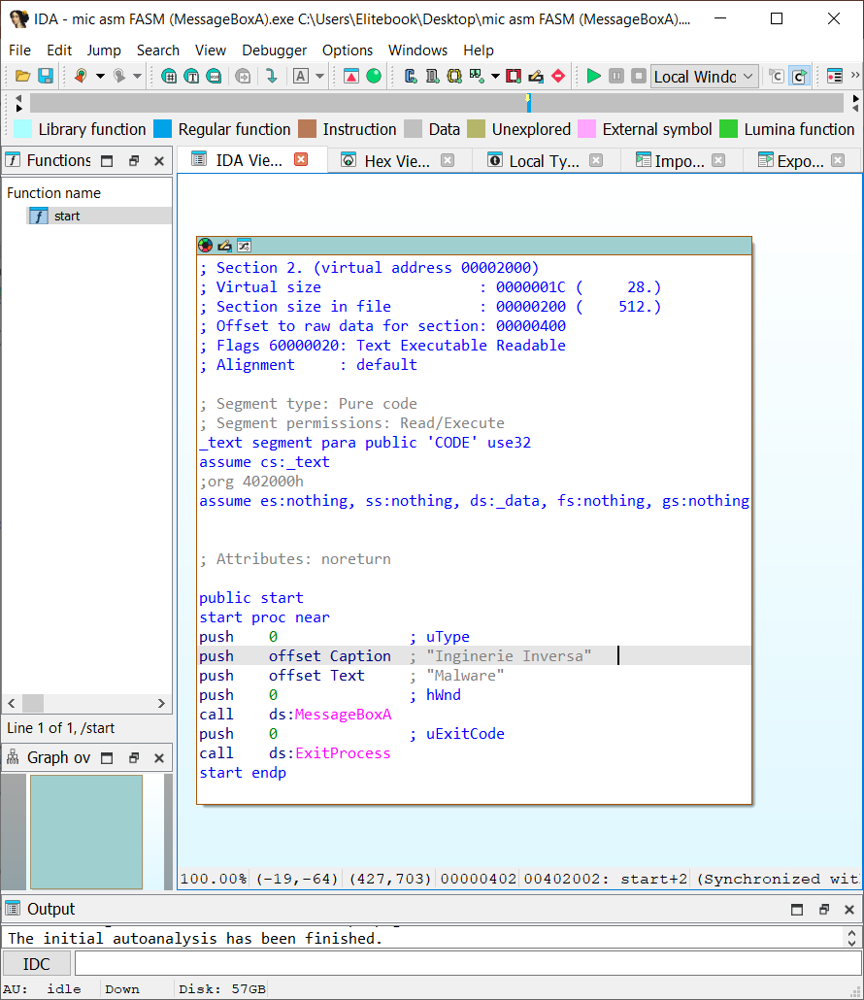 IDA - mic asm FASM (MessageBoxA).exe C:\Users\Elitebook\Desktop\mic asm FASM (MessageBoxA)....
File Edit Jump Search View Debugger Options Windows Help
Local Windo
Library function Regular function Instruction Data Unexplored External symbol Lumina function
Functions IDA Vie... Hex Vie... Local Ty... Impo... Expo...
Function name
start
; Section 2. (virtual address 00002000)
; Virtual size : 0000001C ( 28.)
; Section size in file : 00000200 ( 512.)
; Offset to raw data for section: 00000400
; Flags 60000020: Text Executable Readable
; Alignment : default
; Segment type: Pure code
; Segment permissions: Read/Execute
_text segment para public 'CODE' use32
assume cs:_text
;org 402000h
assume es:nothing, ss:nothing, ds:_data, fs:nothing, gs:nothing
; Attributes: noreturn
public start
start proc near
push 0 ; uType
push offset Caption ; "Inginerie Inversa"
push offset Text ; "Malware"
push 0 ; hWnd
call ds:MessageBoxA
push 0 ; uExitCode
call ds:ExitProcess
start endp
Line 1 of 1, /start
Graph ov
100.00% (-19,-64) (427,703) 00000402 00402002: start+2 (Synchronized wit
Output
The initial autoanalysis has been finished.
IDC
AU: idle Down Disk: 57GB